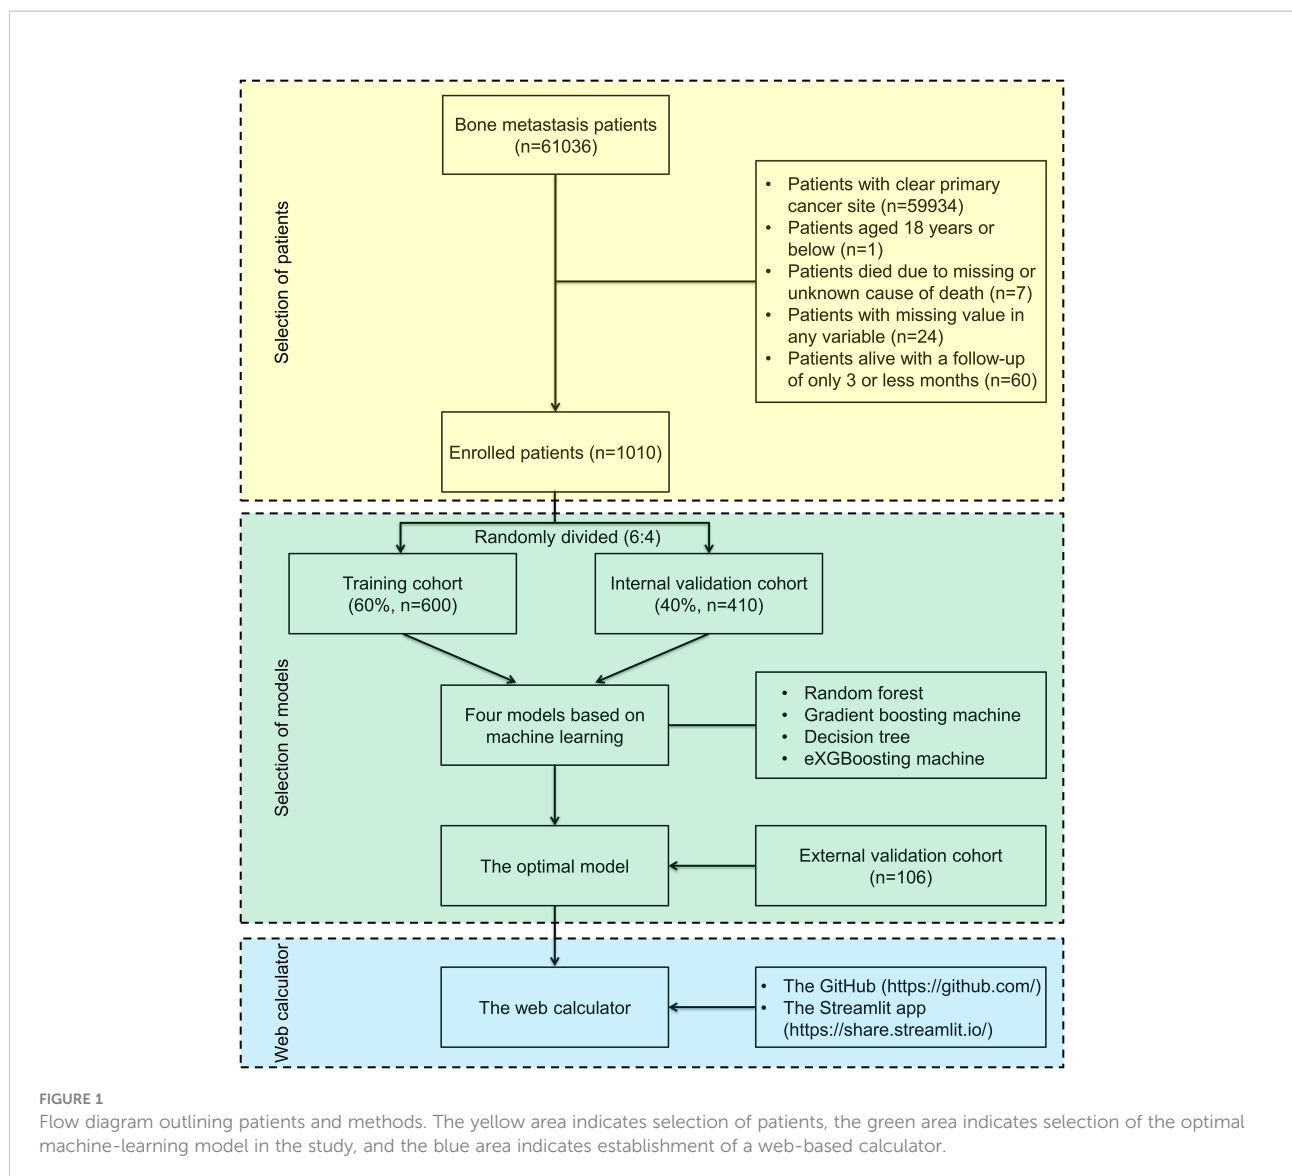 Selection of patients
Bone metastasis patients
(n=61036)
• Patients with clear primary
cancer site (n=59934)
• Patients aged 18 years or
below (n=1)
• Patients died due to missing or
unknown cause of death (n=7)
• Patients with missing value in
any variable (n=24)
• Patients alive with a follow-up
of only 3 or less months (n=60)
Enrolled patients (n=1010)
Selection of models
Randomly divided (6:4)
Training cohort
(60%, n=600)
Internal validation cohort
(40%, n=410)
Four models based on
machine learning
• Random forest
• Gradient boosting machine
• Decision tree
• eXGBoosting machine
The optimal model
External validation cohort
(n=106)
Web calculator
The web calculator
• The GitHub (https://github.com/)
• The Streamlit app
(https://share.streamlit.io/)
FIGURE 1
Flow diagram outlining patients and methods. The yellow area indicates selection of patients, the green area indicates selection of the optimal
machine-learning model in the study, and the blue area indicates establishment of a web-based calculator.